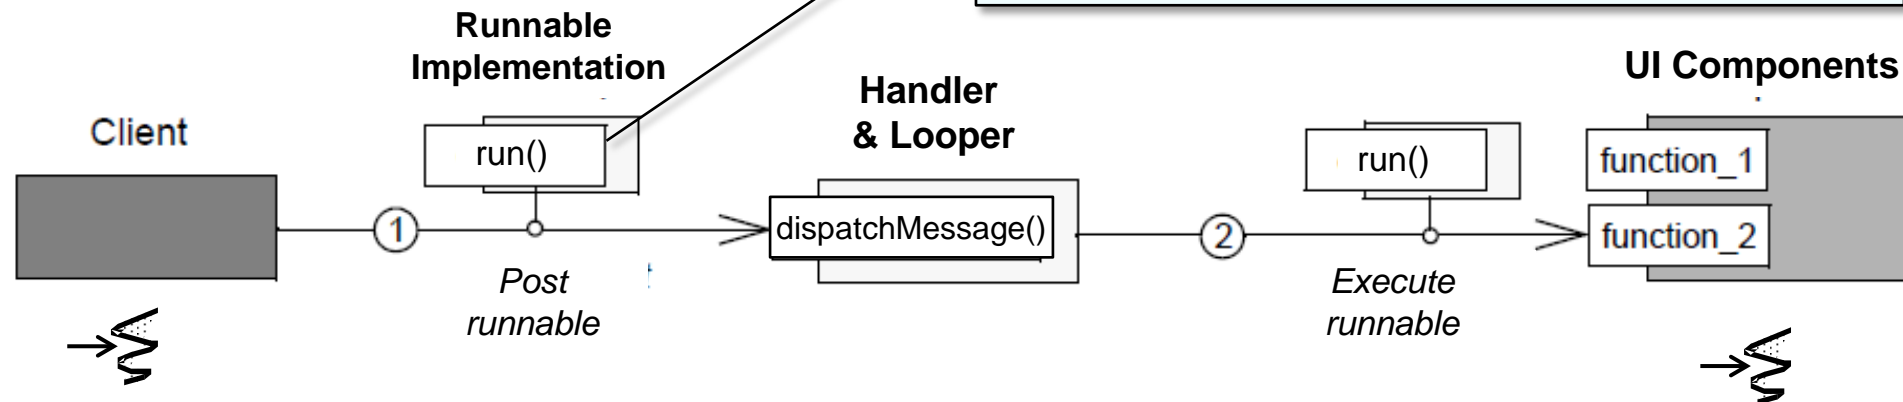 Runnable
Implementation
UI Components
Handler
& Looper
Client
run()
run()
function_1
1
dispatchMessage()
2
function_2
Post
runnable
Execute
runnable